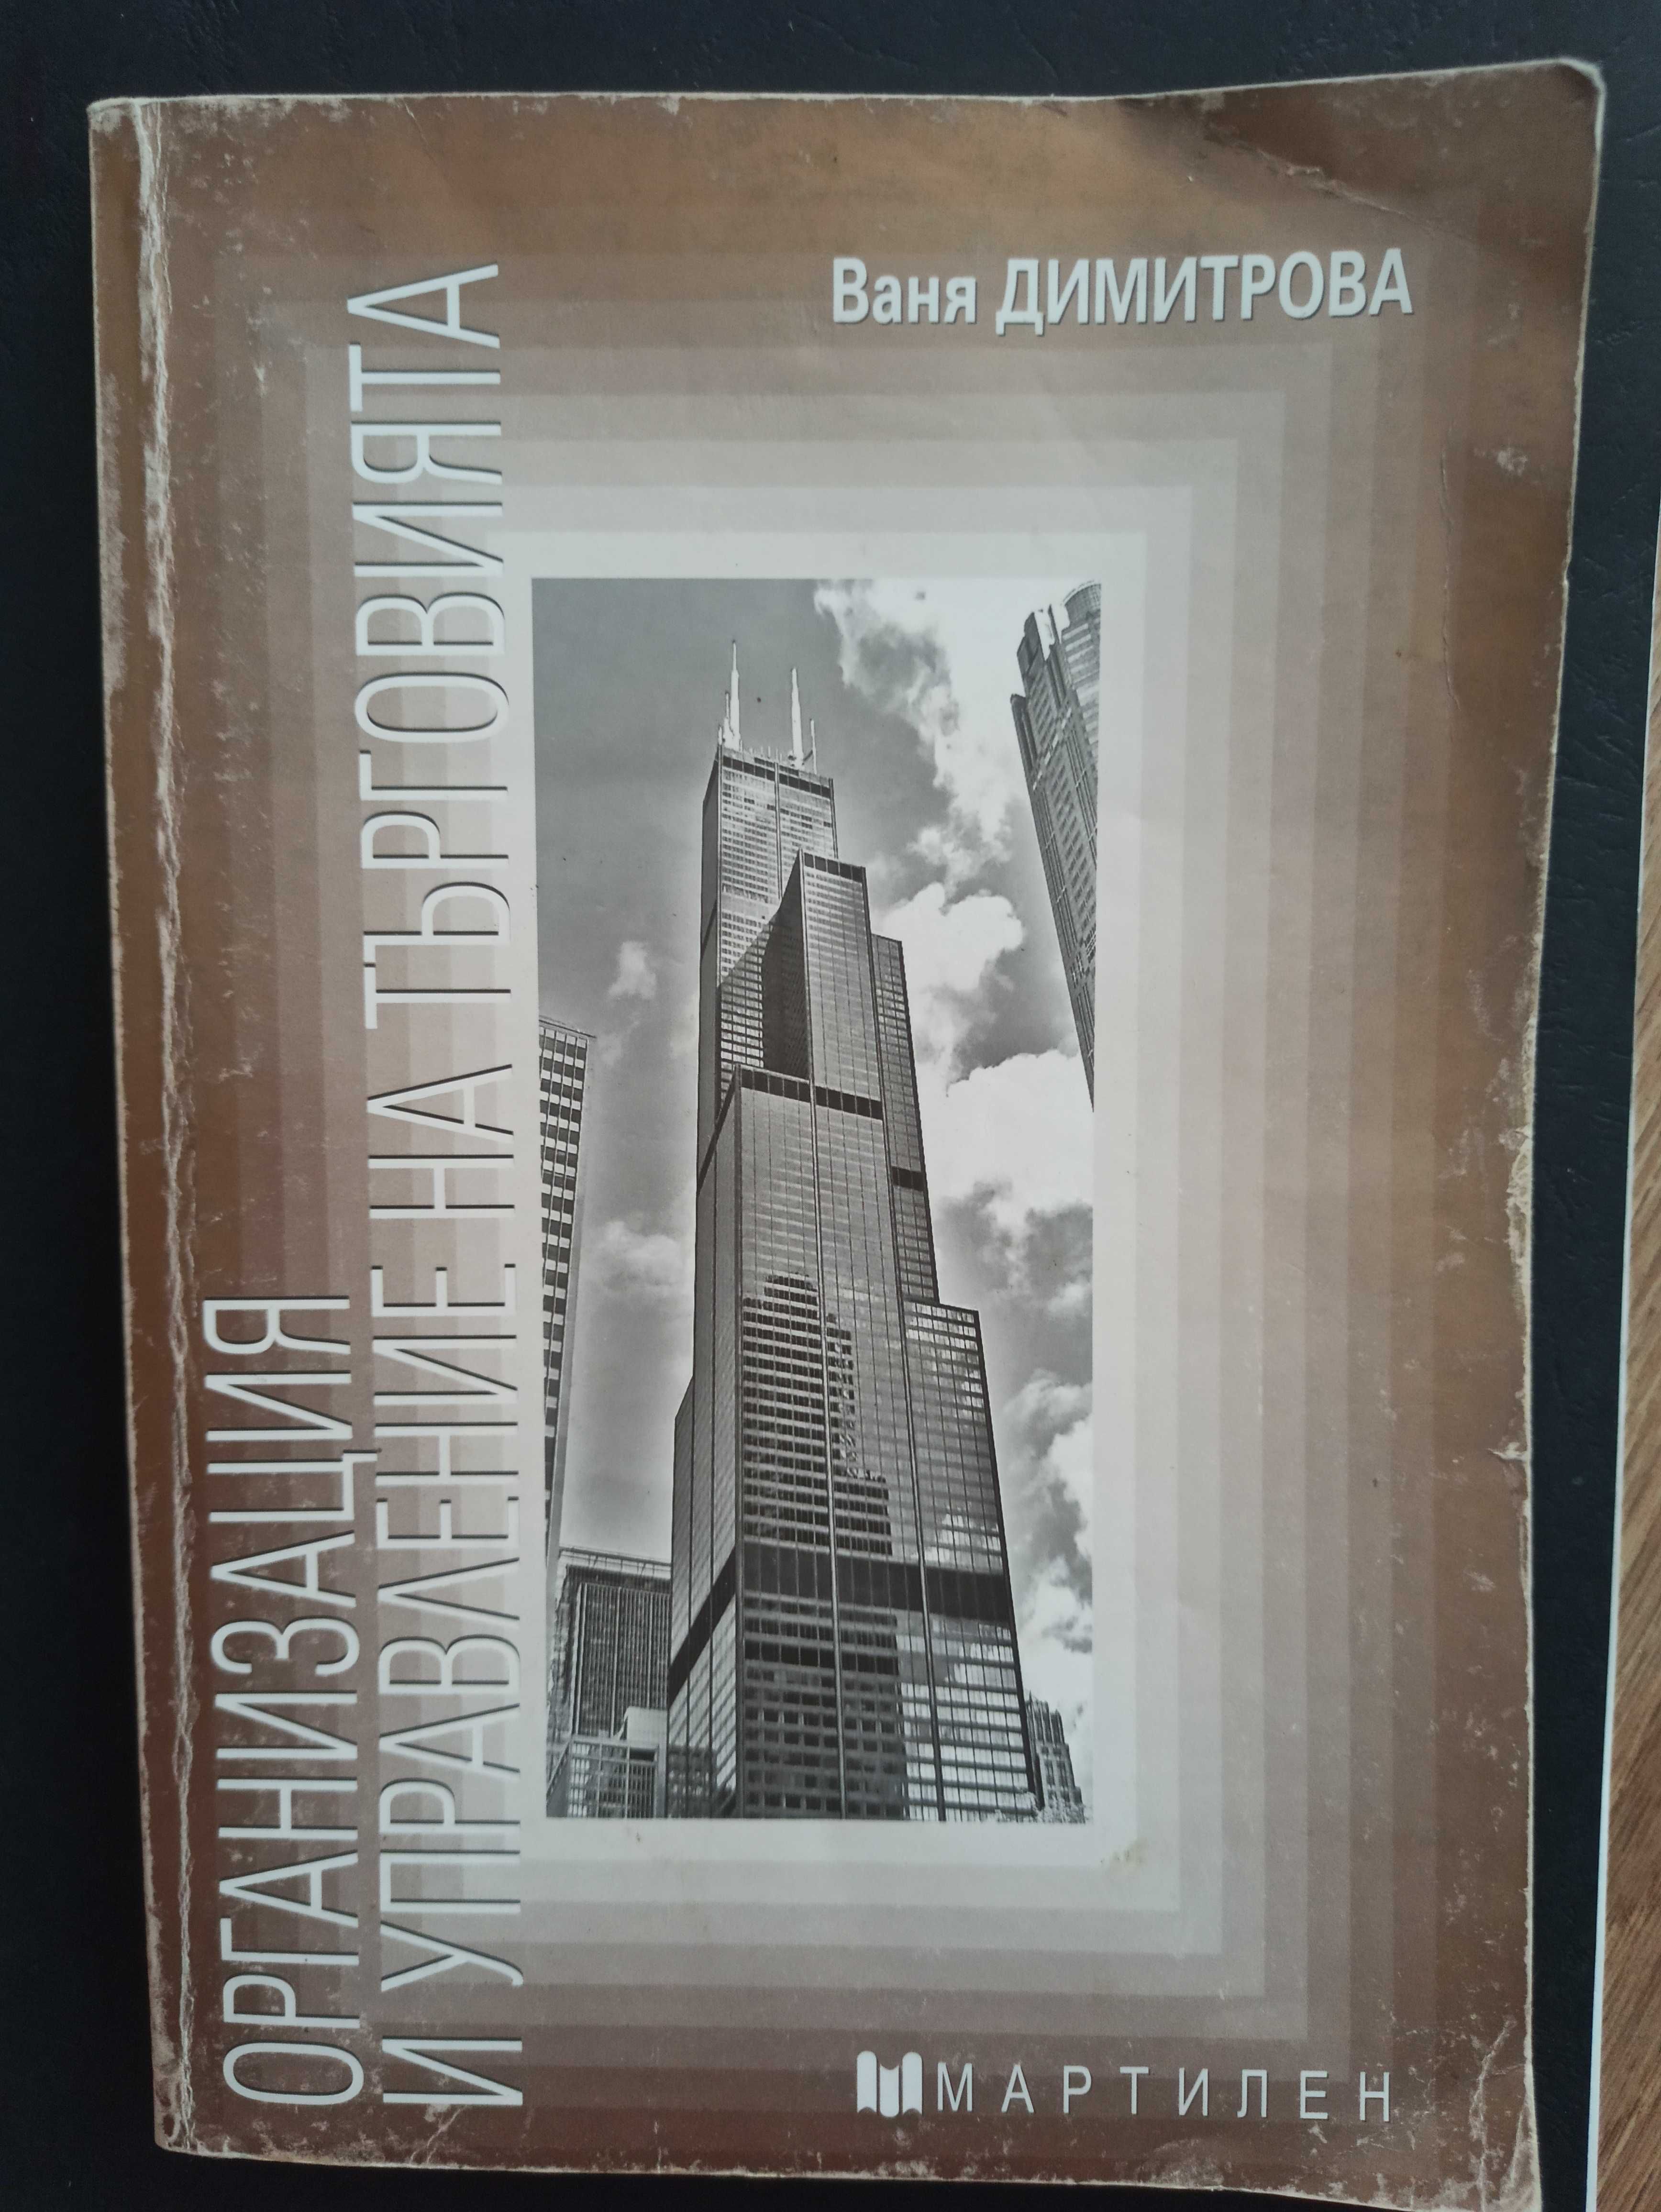 Ваня ДИМИТРОВА
ОРГАНИЗАЦИЯ
И УПРАВЛЕНИЕ НА ТЪРГОВИЯТА
МАРТИЛЕН